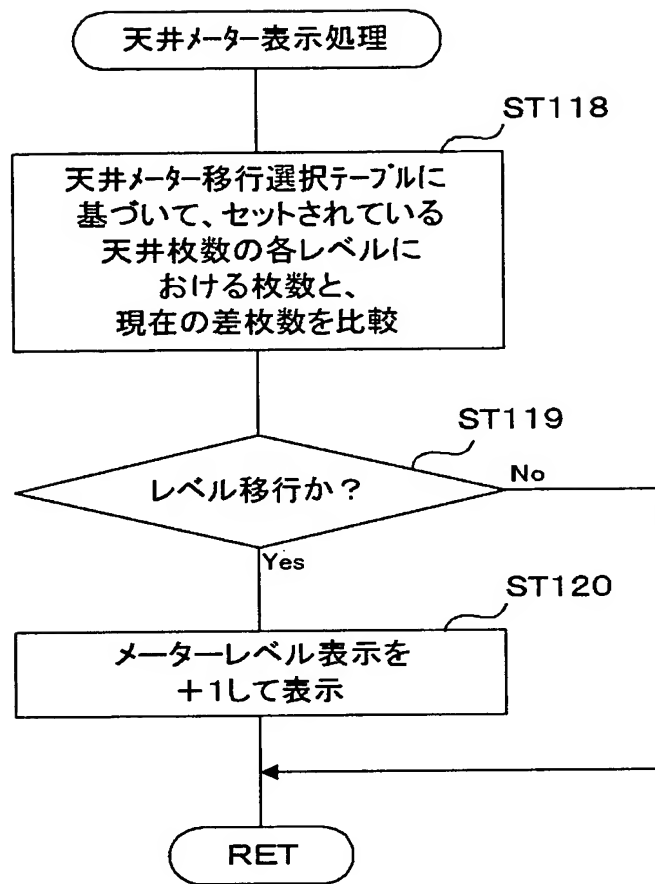 天井メーター表示処理
ST118
天井メーター移行選択テーブルに
基づいて、セットされている
天井枚数の各レベルに
おける枚数と、
現在の差枚数を比較
ST119
レベル移行か？
No
Yes
ST120
メーターレベル表示を
＋1して表示
RET